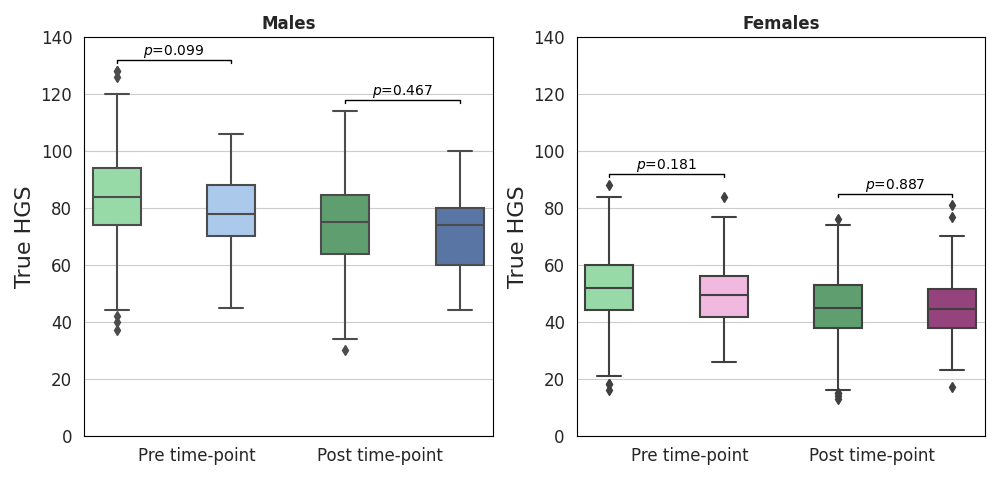 Males
True HGS
140
120
100
80
60
40
20
0
p=0.099
p=0.467
Pre time-point
Post time-point
Females
True HGS
140
120
100
80
60
40
20
0
p=0.181
p=0.887
Pre time-point
Post time-point